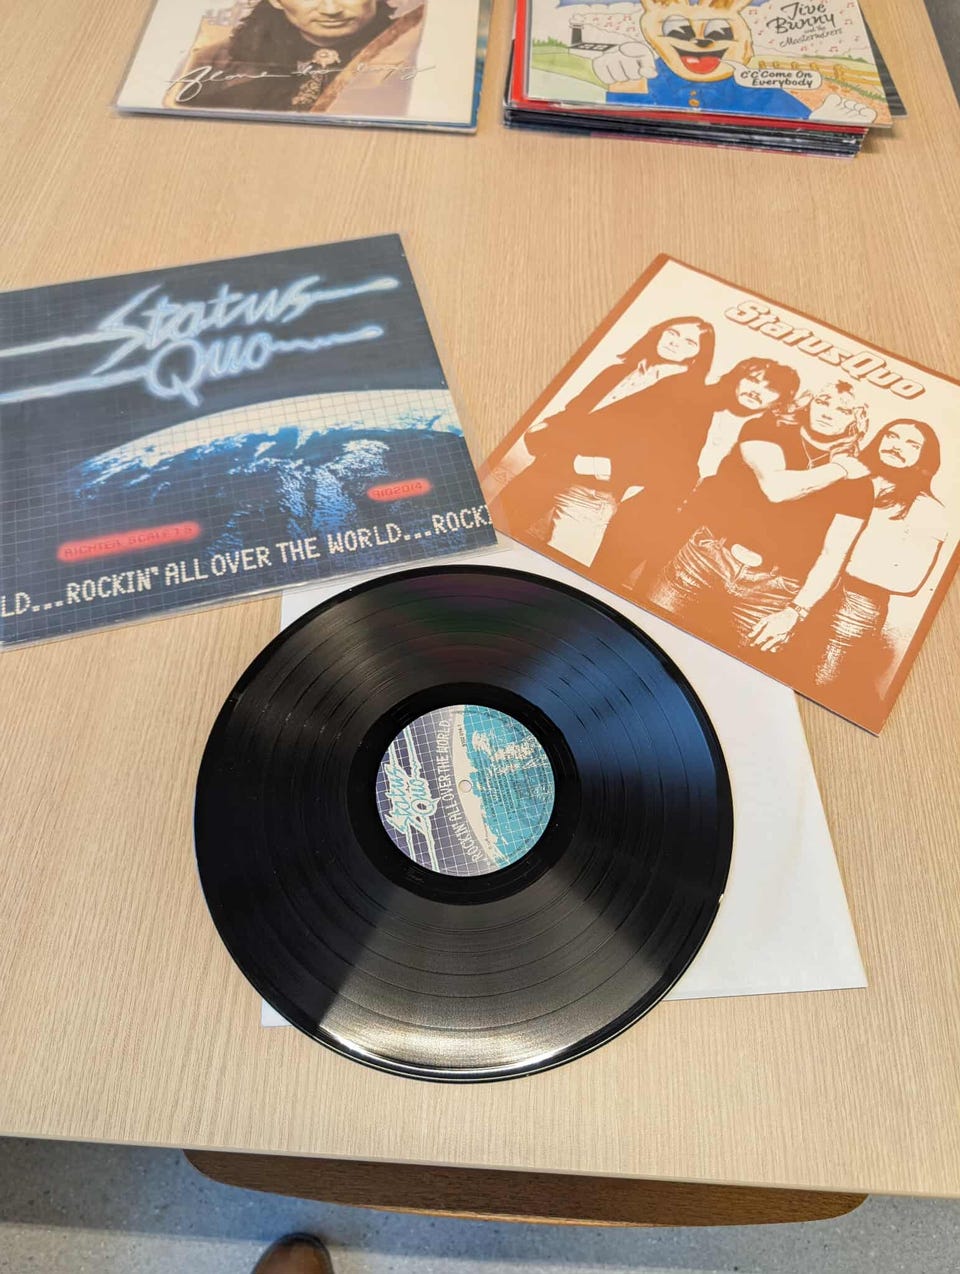 Jive
Bunny
and the
Mastermixers
C'C'Come On
Everybody
Status
Quo
RICHTER SCALE 7.5
9102014
LD...ROCKIN' ALL OVER THE WORLD...ROCKI
Status Quo
Status
Quo
..ROCKIN' ALL OVER THE WORLD..